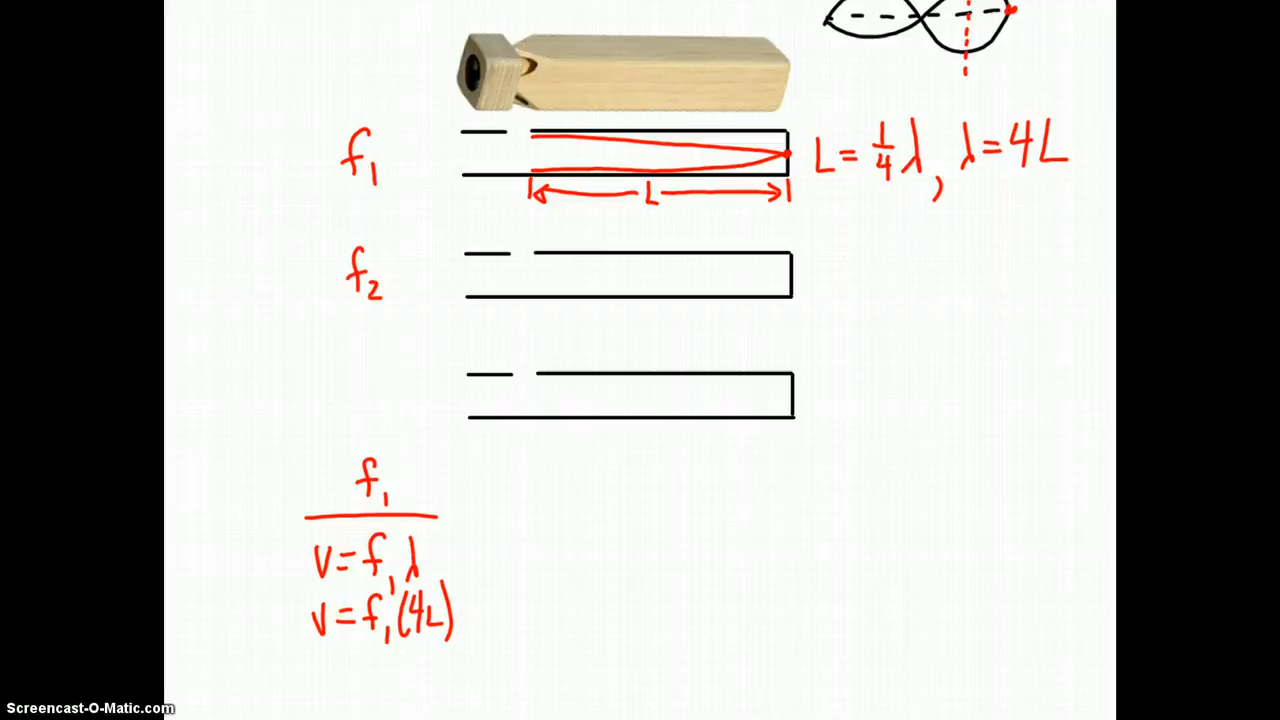 f₁ L = 1/4 λ, λ = 4L
L
f₂
f₁
v = f₁ λ
v = f₁ (4L)
Screencast-O-Matic.com